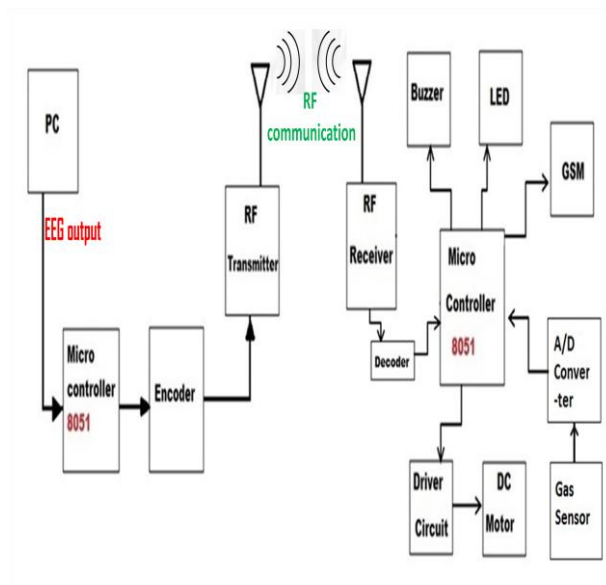 PC
EEG output
Micro
controller
8051
Encoder
RF
Transmitter
RF
communication
RF
Receiver
Decoder
Buzzer
LED
GSM
Micro
Controller
8051
A/D
Conver
-ter
Gas
Sensor
Driver
Circuit
DC
Motor